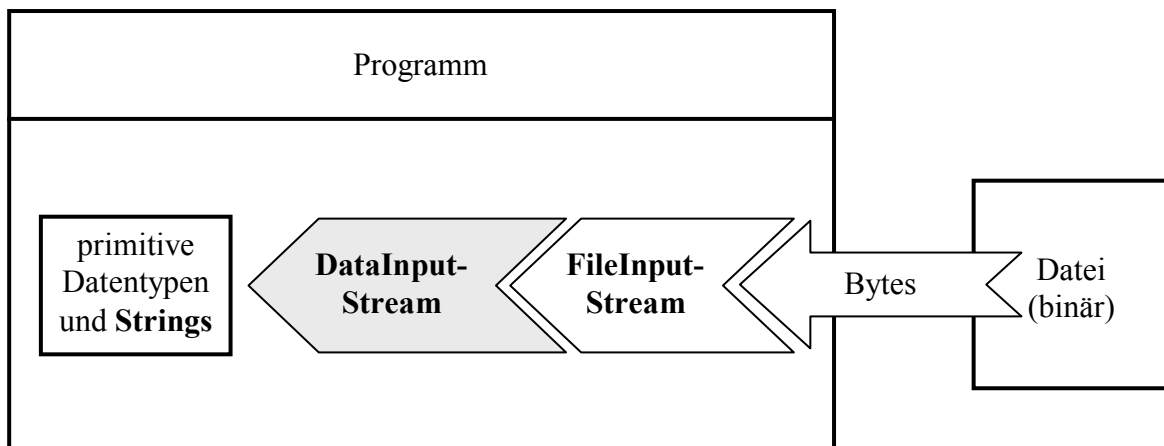 Programm
primitive
Datentypen
und Strings
DataInput-
Stream
FileInput-
Stream
Bytes
Datei
(binär)